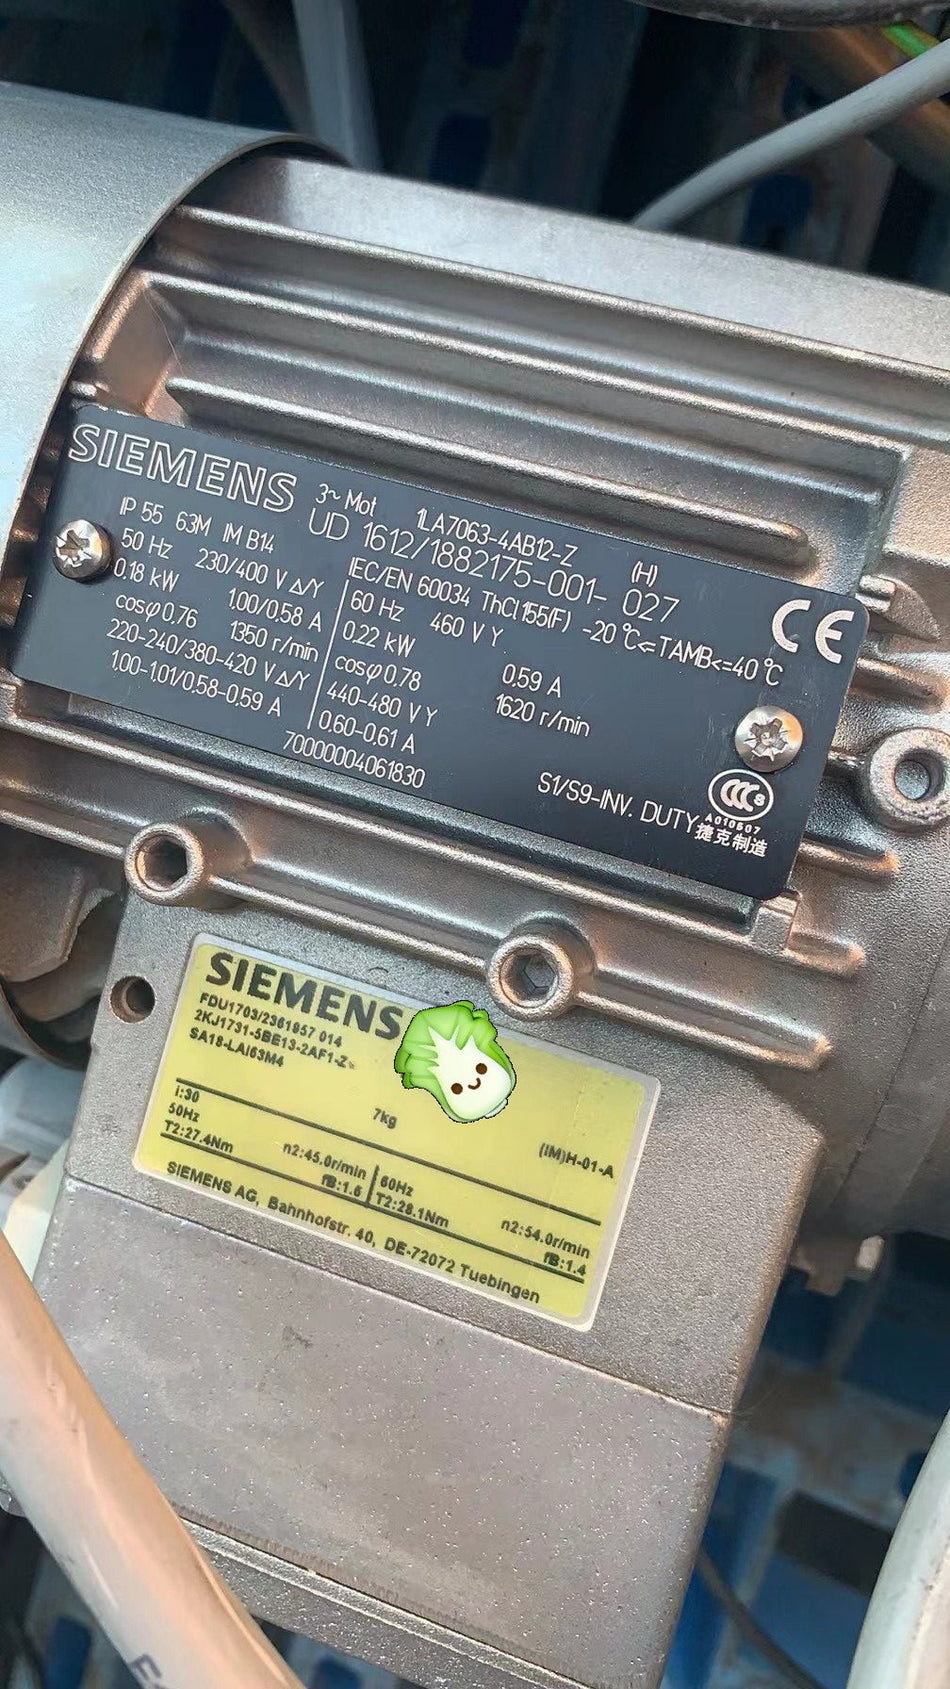 SIEMENS
3~ Mot 1LA7063-4AB12-Z (H)
UD 1612/1882175-001- 027
IP 55 63M IM B14
IEC/EN 60034 ThCl 155(F) -20 °C<=TAMB<=40 °C
50 Hz 230/400 V Δ/Y
60 Hz 460 V Y
0.18 kW 1.00/0.58 A
0.22 kW 0.59 A
cosφ 0.76 1350 r/min
cosφ 0.78 1620 r/min
220-240/380-420 V Δ/Y
440-480 V Y
1.00-1.01/0.58-0.59 A
0.60-0.61 A
70000004061830
S1/S9-INV. DUTY
CE
CCC S
A010607
捷克制造
SIEMENS
FDU1703/2361957 014
2KJ1731-5BE13-2AF1-Z
SA18-LAI63M4
i:30 7kg (IM)H-01-A
50Hz n2:45.0r/min
T2:27.4Nm fB:1.6
60Hz n2:54.0r/min
T2:28.1Nm fB:1.4
SIEMENS AG, Bahnhofstr. 40, DE-72072 Tuebingen